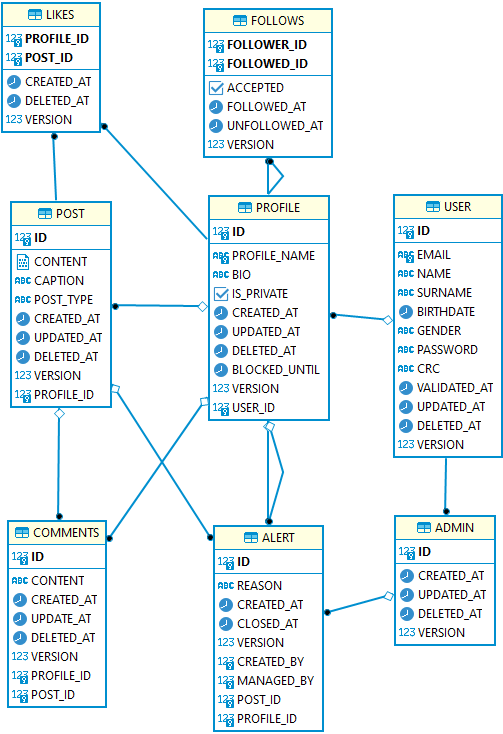 LIKES
123 PROFILE_ID
123 POST_ID
CREATED_AT
DELETED_AT
123 VERSION
FOLLOWS
123 FOLLOWER_ID
123 FOLLOWED_ID
ACCEPTED
FOLLOWED_AT
UNFOLLOWED_AT
123 VERSION
POST
123 ID
CONTENT
ABC CAPTION
ABC POST_TYPE
CREATED_AT
UPDATED_AT
DELETED_AT
123 VERSION
123 PROFILE_ID
PROFILE
123 ID
ABC PROFILE_NAME
ABC BIO
IS_PRIVATE
CREATED_AT
UPDATED_AT
DELETED_AT
BLOCKED_UNTIL
123 VERSION
123 USER_ID
USER
123 ID
ABC EMAIL
ABC NAME
ABC SURNAME
BIRTHDATE
ABC GENDER
ABC PASSWORD
ABC CRC
VALIDATED_AT
UPDATED_AT
DELETED_AT
123 VERSION
COMMENTS
123 ID
ABC CONTENT
CREATED_AT
UPDATE_AT
DELETED_AT
123 VERSION
123 PROFILE_ID
123 POST_ID
ALERT
123 ID
ABC REASON
CREATED_AT
CLOSED_AT
123 VERSION
123 CREATED_BY
123 MANAGED_BY
123 POST_ID
123 PROFILE_ID
ADMIN
123 ID
CREATED_AT
UPDATED_AT
DELETED_AT
123 VERSION